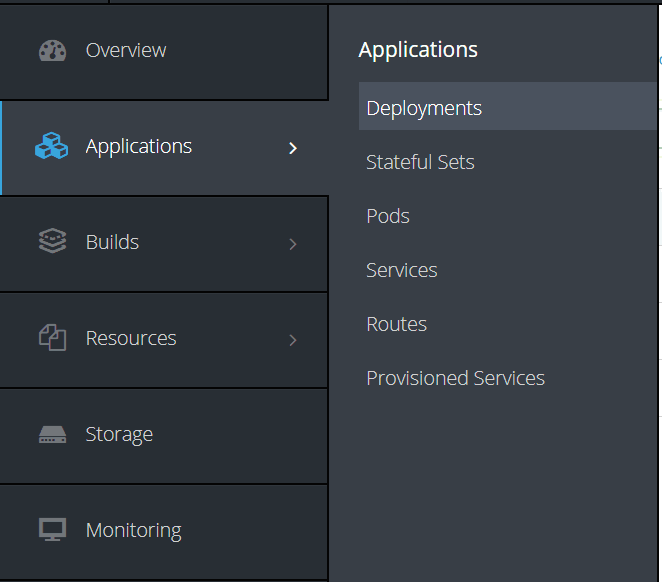 Overview
Applications
Builds
Resources
Storage
Monitoring
Applications
Deployments
Stateful Sets
Pods
Services
Routes
Provisioned Services